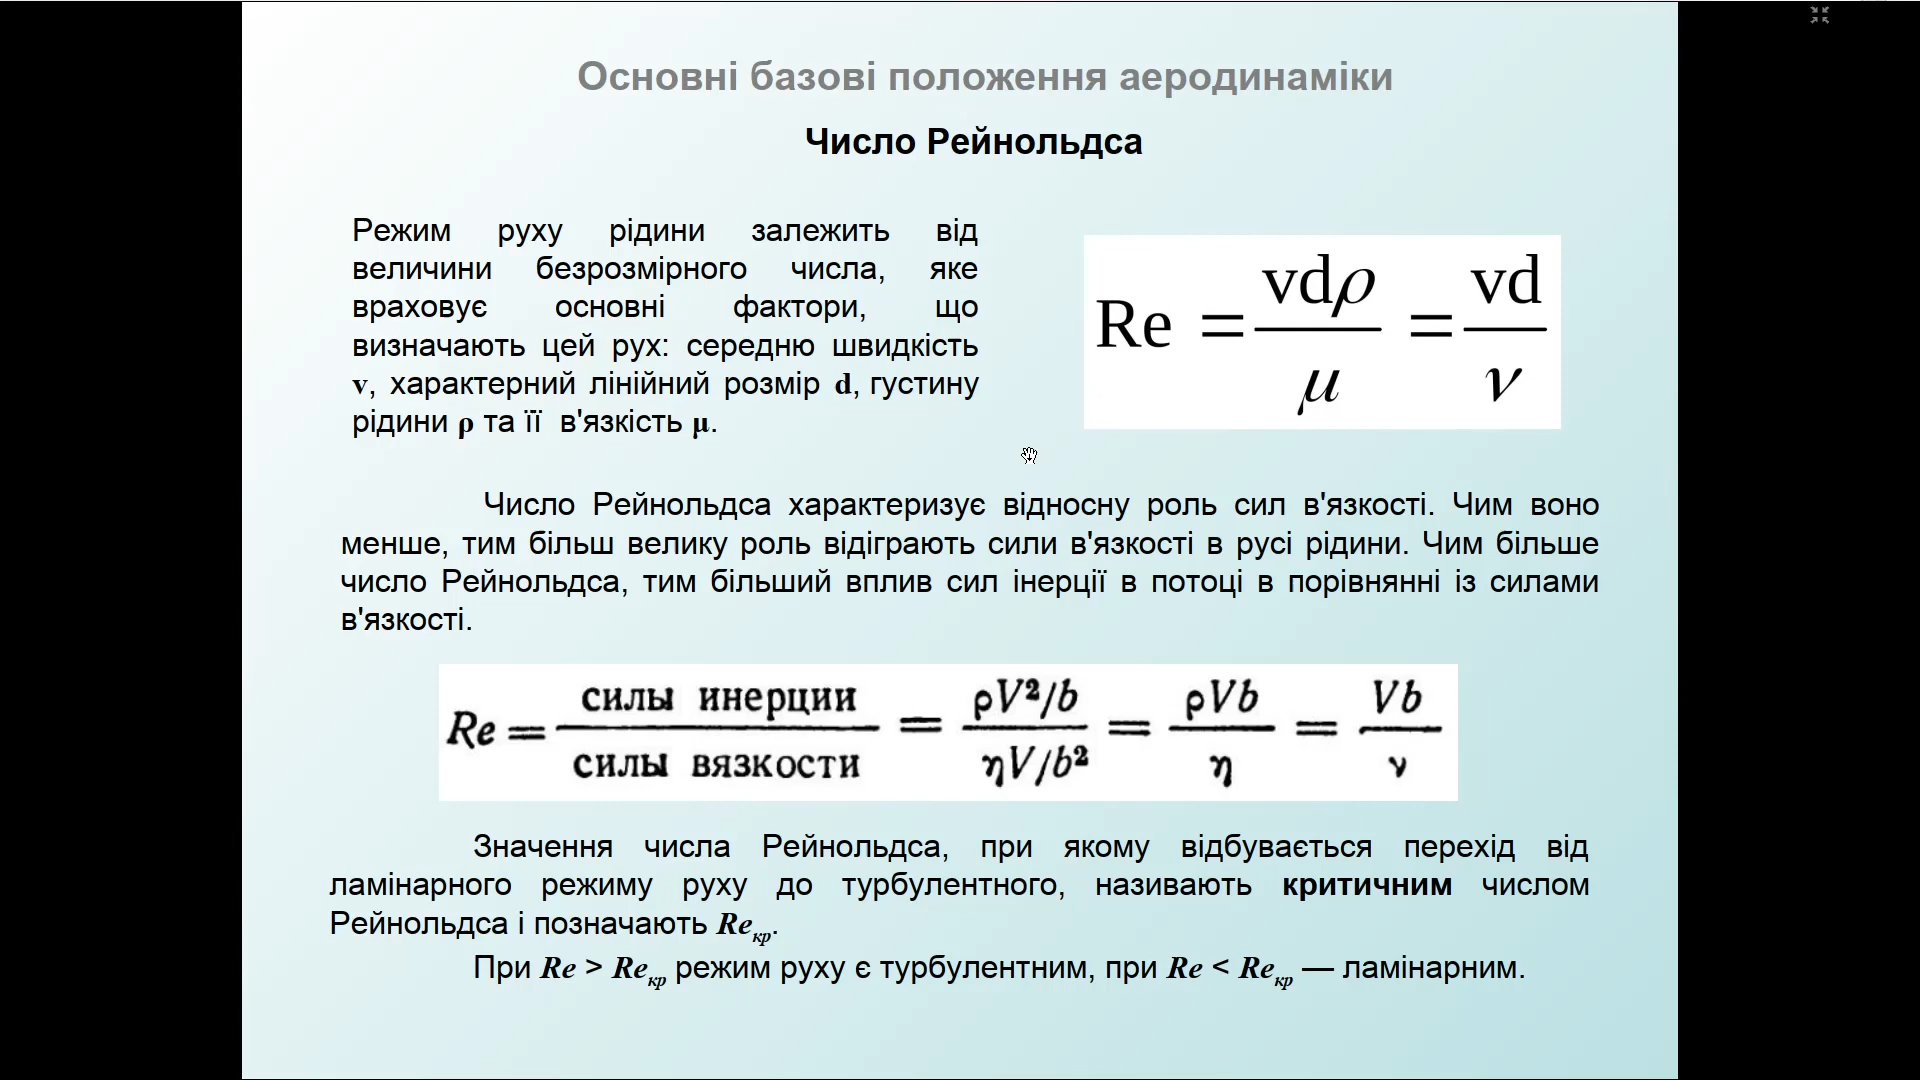 Основні базові положення аеродинаміки
Число Рейнольдса
Режим руху рідини залежить від
величини безрозмірного числа, яке
враховує основні фактори, що
визначають цей рух: середню швидкість
v, характерний лінійний розмір d, густину
рідини ρ та її в'язкість μ.
Re = vdρ / μ = vd / ν
Число Рейнольдса характеризує відносну роль сил в'язкості. Чим воно
менше, тим більш велику роль відіграють сили в'язкості в русі рідини. Чим більше
число Рейнольдса, тим більший вплив сил інерції в потоці в порівнянні із силами
в'язкості.
Re = силы инерции / силы вязкости = ρV²/b / ηV/b² = ρVb / η = Vb / ν
Значення числа Рейнольдса, при якому відбувається перехід від
ламінарного режиму руху до турбулентного, називають критичним числом
Рейнольдса і позначають Reкр.
При Re > Reкр режим руху є турбулентним, при Re < Reкр — ламінарним.